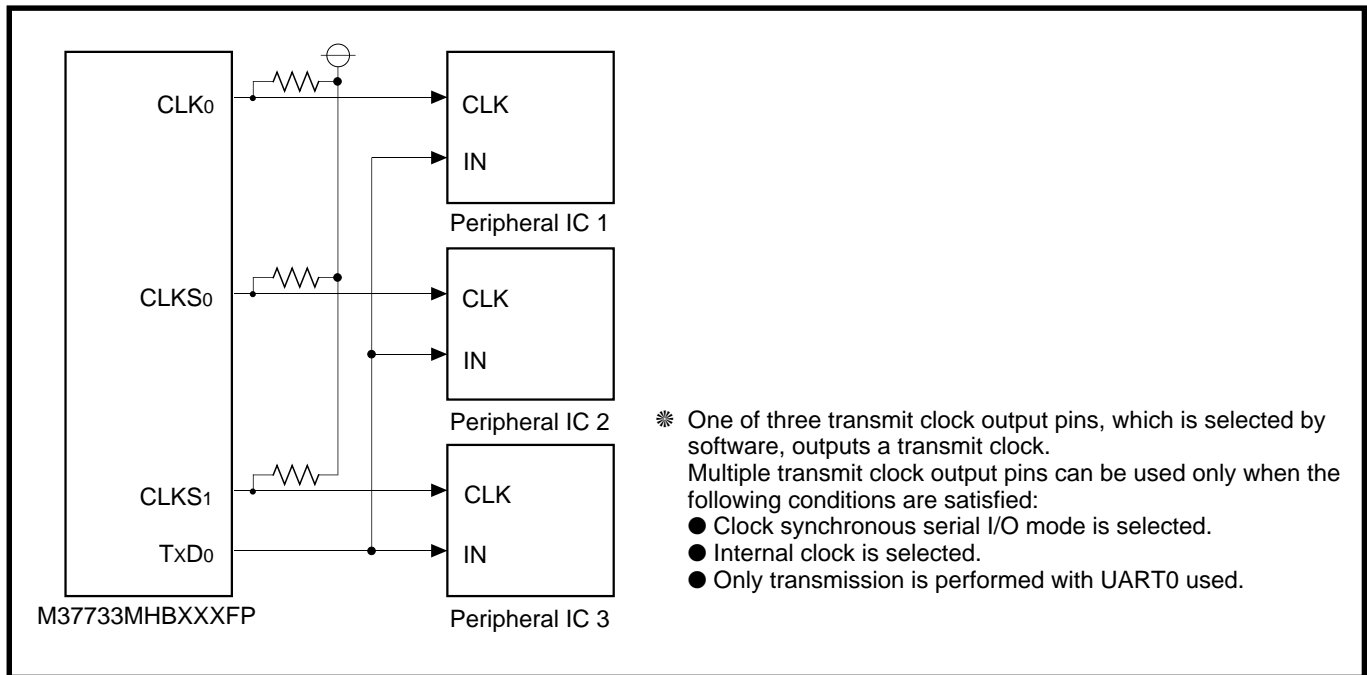 CLK0
CLK
IN
Peripheral IC 1
CLKS0
CLK
IN
Peripheral IC 2
CLKS1
CLK
TxD0
IN
M37733MHBXXXFP
Peripheral IC 3
❊ One of three transmit clock output pins, which is selected by
software, outputs a transmit clock.
Multiple transmit clock output pins can be used only when the
following conditions are satisfied:
● Clock synchronous serial I/O mode is selected.
● Internal clock is selected.
● Only transmission is performed with UART0 used.